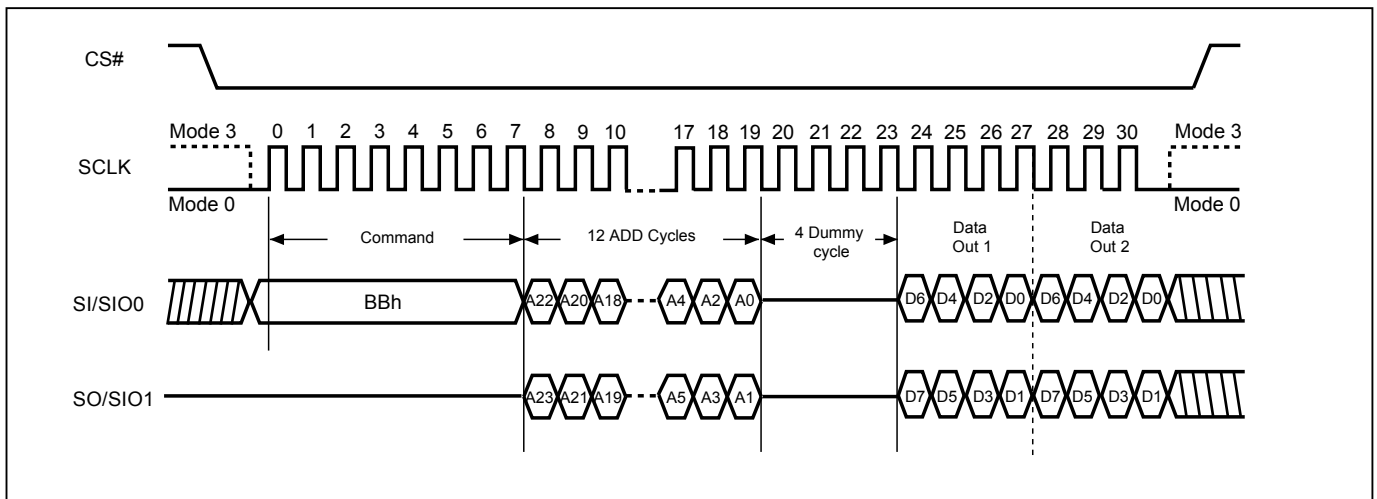 CS#
Mode 3 0 1 2 3 4 5 6 7 8 9 10 17 18 19 20 21 22 23 24 25 26 27 28 29 30 Mode 3
SCLK
Mode 0 Mode 0
Command 12 ADD Cycles 4 Dummy cycle Data Out 1 Data Out 2
SI/SIO0 BBh A22 A20 A18 A4 A2 A0 D6 D4 D2 D0 D6 D4 D2 D0
SO/SIO1 A23 A21 A19 A5 A3 A1 D7 D5 D3 D1 D7 D5 D3 D1